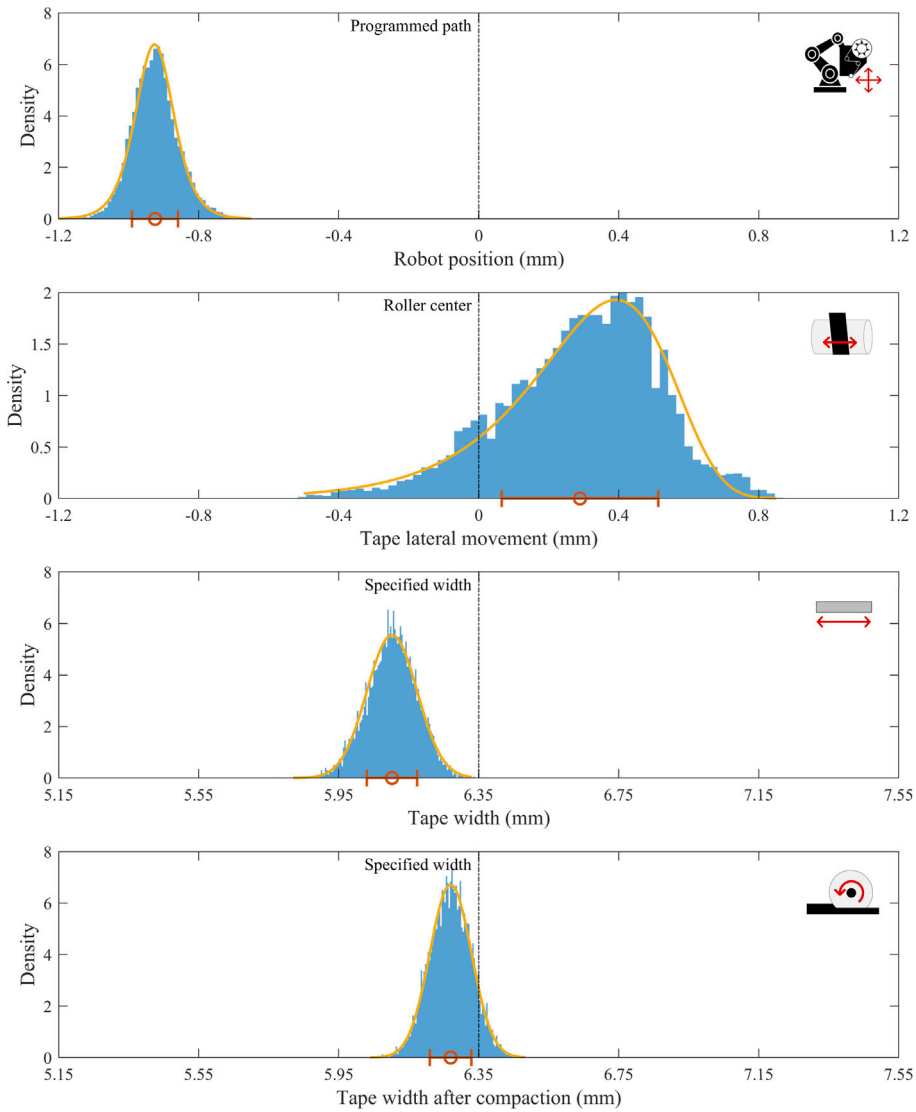 Programmed path
8
6
4
2
0
Density
-1.2 -0.8 -0.4 0 0.4 0.8 1.2
Robot position (mm)
Roller center
2
1.5
1
0.5
0
Density
-1.2 -0.8 -0.4 0 0.4 0.8 1.2
Tape lateral movement (mm)
Specified width
8
6
4
2
0
Density
5.15 5.55 5.95 6.35 6.75 7.15 7.55
Tape width (mm)
Specified width
8
6
4
2
0
Density
5.15 5.55 5.95 6.35 6.75 7.15 7.55
Tape width after compaction (mm)